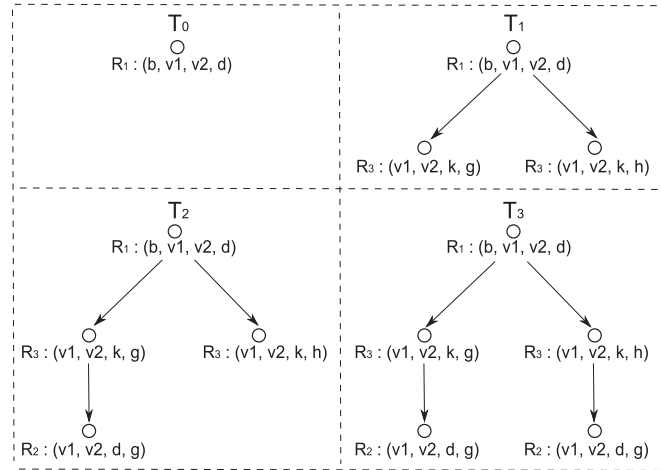 T0
R1 : (b, v1, v2, d)
T1
R1 : (b, v1, v2, d)
R3 : (v1, v2, k, g)
R3 : (v1, v2, k, h)
T2
R1 : (b, v1, v2, d)
R3 : (v1, v2, k, g)
R3 : (v1, v2, k, h)
R2 : (v1, v2, d, g)
T3
R1 : (b, v1, v2, d)
R3 : (v1, v2, k, g)
R3 : (v1, v2, k, h)
R2 : (v1, v2, d, g)
R2 : (v1, v2, d, g)